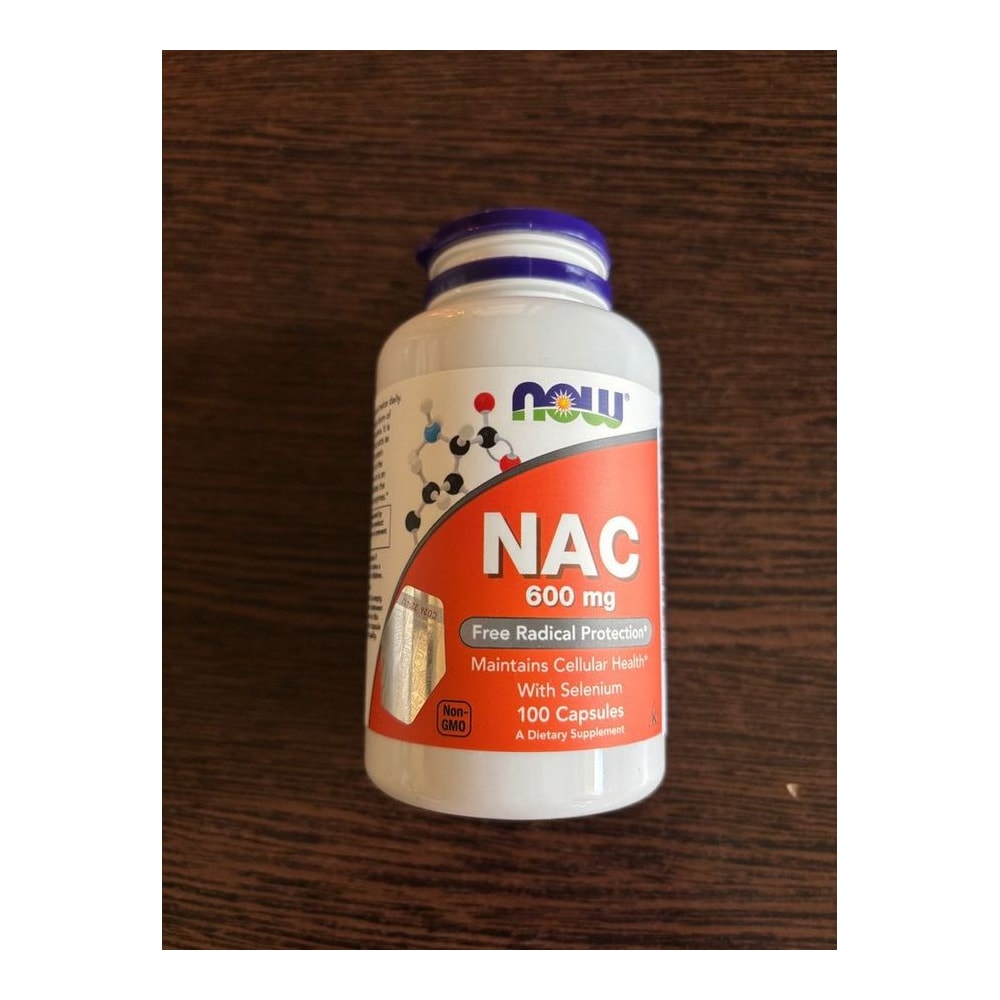 NOW®
NAC
600 mg
Free Radical Protection*
Maintains Cellular Health*
With Selenium
100 Capsules
A Dietary Supplement
Non-
GMO
K